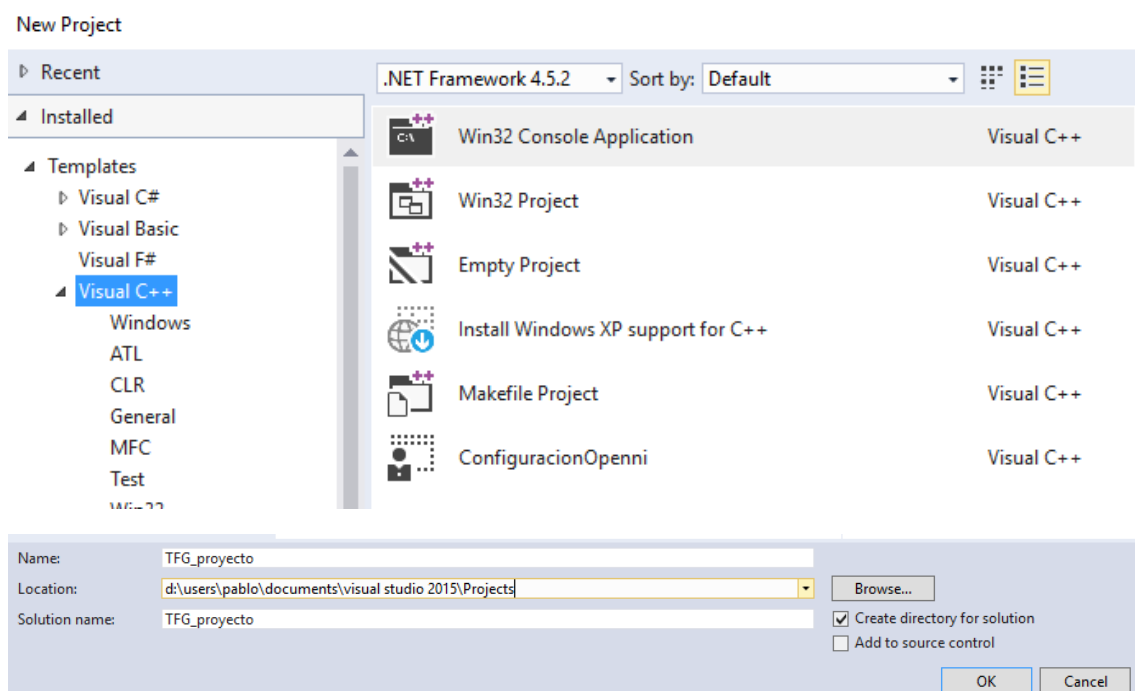 New Project
Recent
.NET Framework 4.5.2 Sort by: Default
Installed
Templates
Visual C#
Visual Basic
Visual F#
Visual C++
Windows
ATL
CLR
General
MFC
Test
Win32
Win32 Console Application Visual C++
Win32 Project Visual C++
Empty Project Visual C++
Install Windows XP support for C++ Visual C++
Makefile Project Visual C++
ConfiguracionOpenni Visual C++
Name: TFG_proyecto
Location: d:\users\pablo\documents\visual studio 2015\Projects Browse...
Solution name: TFG_proyecto Create directory for solution
Add to source control
OK Cancel